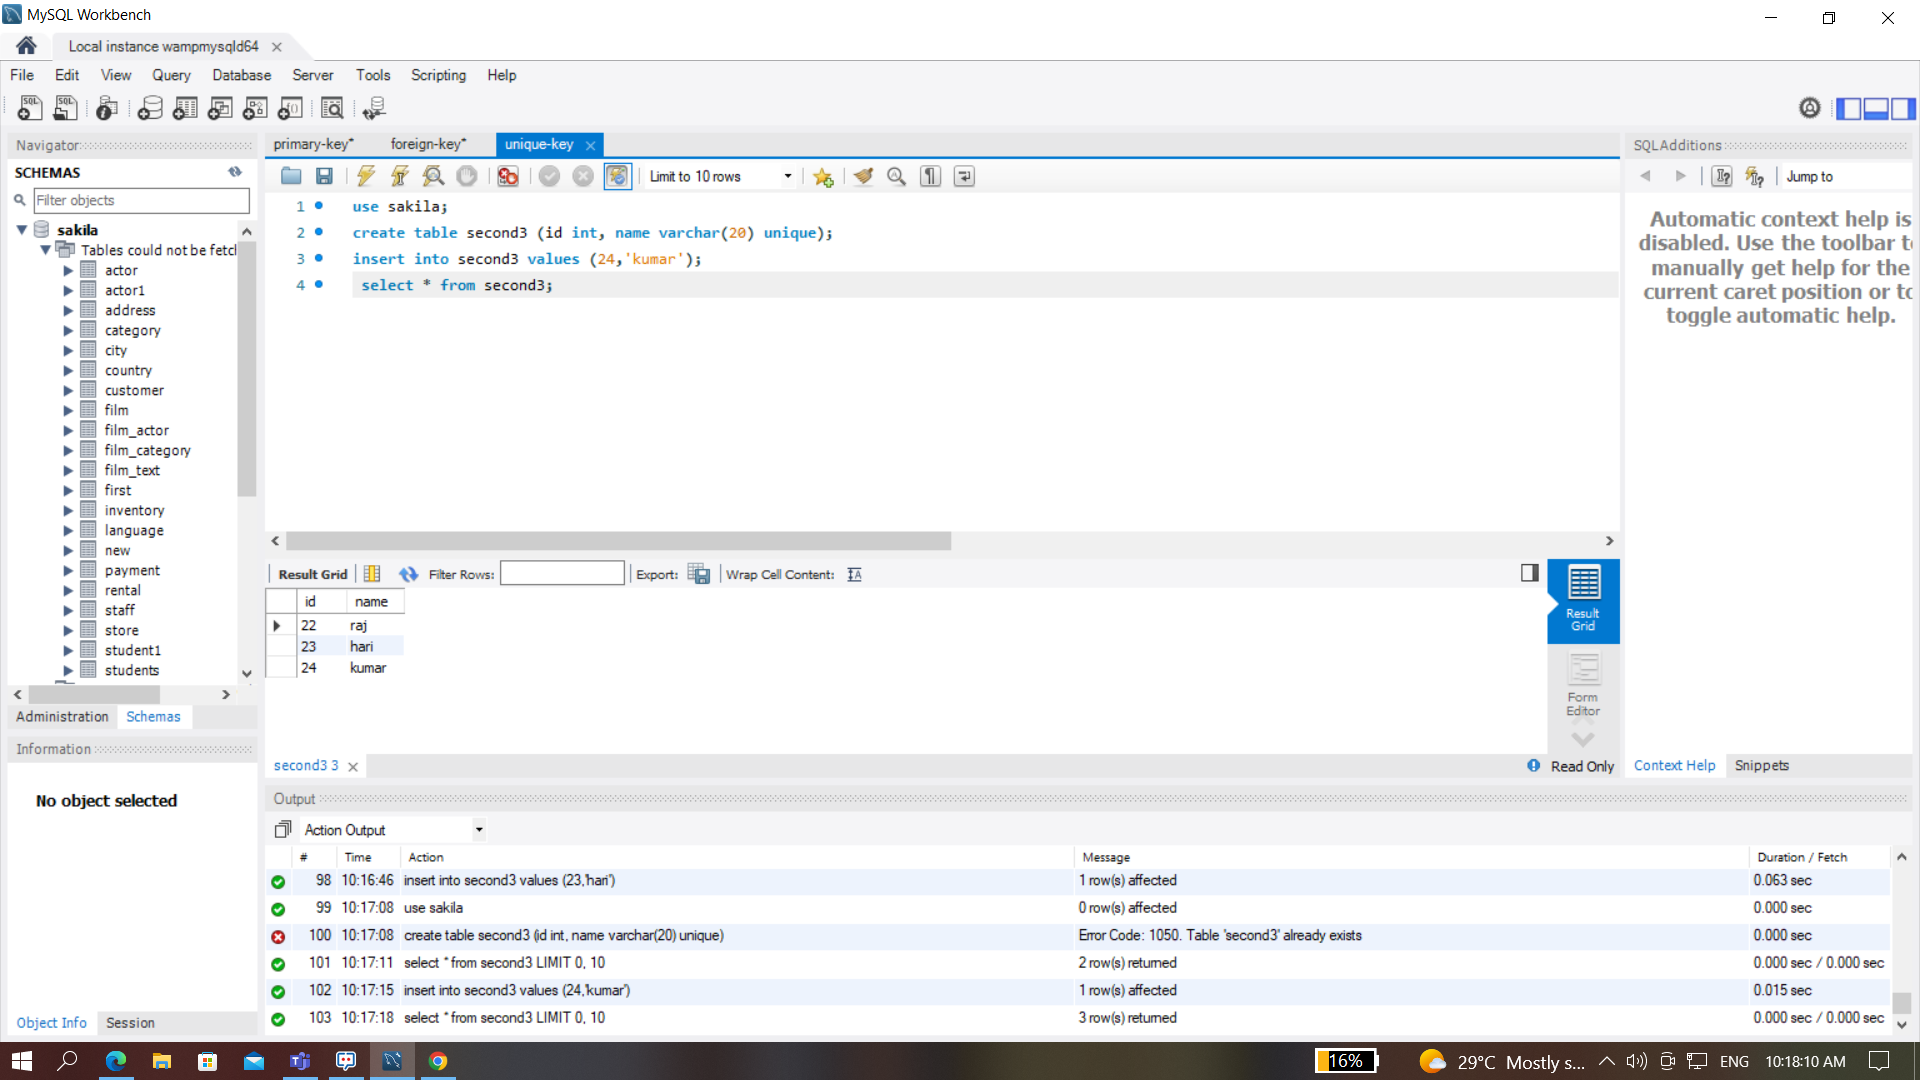 MySQL Workbench
Local instance wampmysqld64
File Edit View Query Database Server Tools Scripting Help
Navigator
SCHEMAS
Filter objects
sakila
Tables could not be fetcl
actor
actor1
address
category
city
country
customer
film
film_actor
film_category
film_text
first
inventory
language
new
payment
rental
staff
store
student1
students
Administration Schemas
Information
No object selected
Object Info Session
primary-key* foreign-key* unique-key
Limit to 10 rows
1 use sakila;
2 create table second3 (id int, name varchar(20) unique);
3 insert into second3 values (24,'kumar');
4 select * from second3;
Result Grid Filter Rows: Export: Wrap Cell Content:
id name
22 raj
23 hari
24 kumar
Result
Grid
Form
Editor
second3 3
Read Only
SQLAdditions
Jump to
Automatic context help is
disabled. Use the toolbar t
manually get help for the
current caret position or to
toggle automatic help.
Context Help Snippets
Output
Action Output
# Time Action Message Duration / Fetch
98 10:16:46 insert into second3 values (23,'hari') 1 row(s) affected 0.063 sec
99 10:17:08 use sakila 0 row(s) affected 0.000 sec
100 10:17:08 create table second3 (id int, name varchar(20) unique) Error Code: 1050. Table 'second3' already exists 0.000 sec
101 10:17:11 select * from second3 LIMIT 0, 10 2 row(s) returned 0.000 sec / 0.000 sec
102 10:17:15 insert into second3 values (24,'kumar') 1 row(s) affected 0.015 sec
103 10:17:18 select * from second3 LIMIT 0, 10 3 row(s) returned 0.000 sec / 0.000 sec
16% 29°C Mostly s... ENG 10:18:10 AM